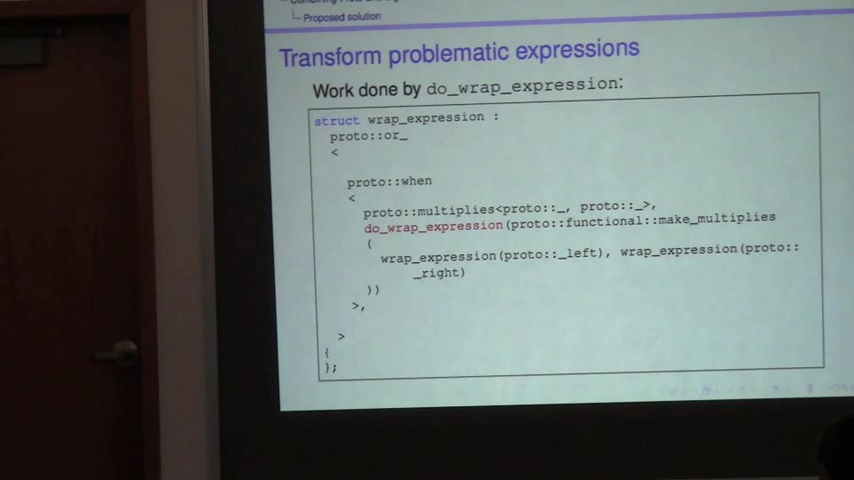 Proposed solution
Transform problematic expressions
Work done by do_wrap_expression:
struct wrap_expression :
proto::or_
<
proto::when
<
proto::multiplies<proto::_, proto::_>,
do_wrap_expression(proto::functional::make_multiplies
(
wrap_expression(proto::_left), wrap_expression(proto::
_right)
))
>,
>
{
};